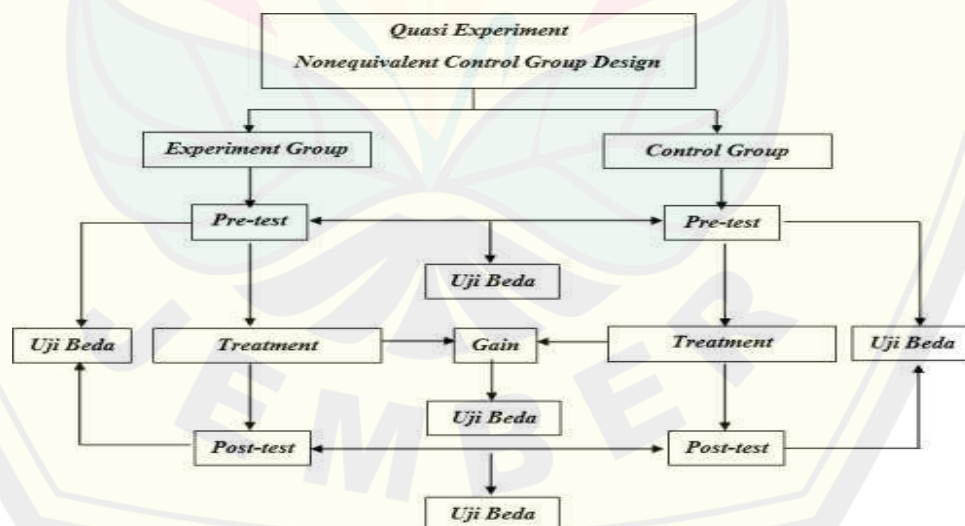 Quasi Experiment
Nonequivalent Control Group Design
Experiment Group
Control Group
Pre-test
Pre-test
Uji Beda
Uji Beda
Treatment
Gain
Treatment
Uji Beda
Uji Beda
Post-test
Post-test
Uji Beda
JEMBER